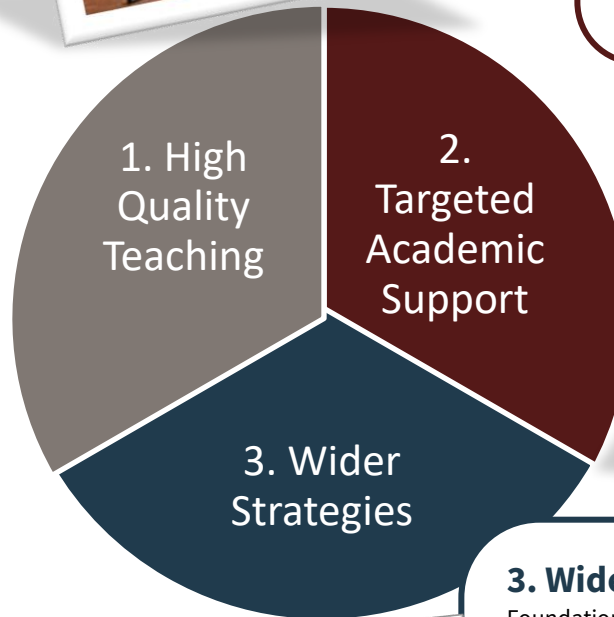 1. High
Quality
Teaching
2.
Targeted
Academic
Support
3. Wider
Strategies
3. Wide